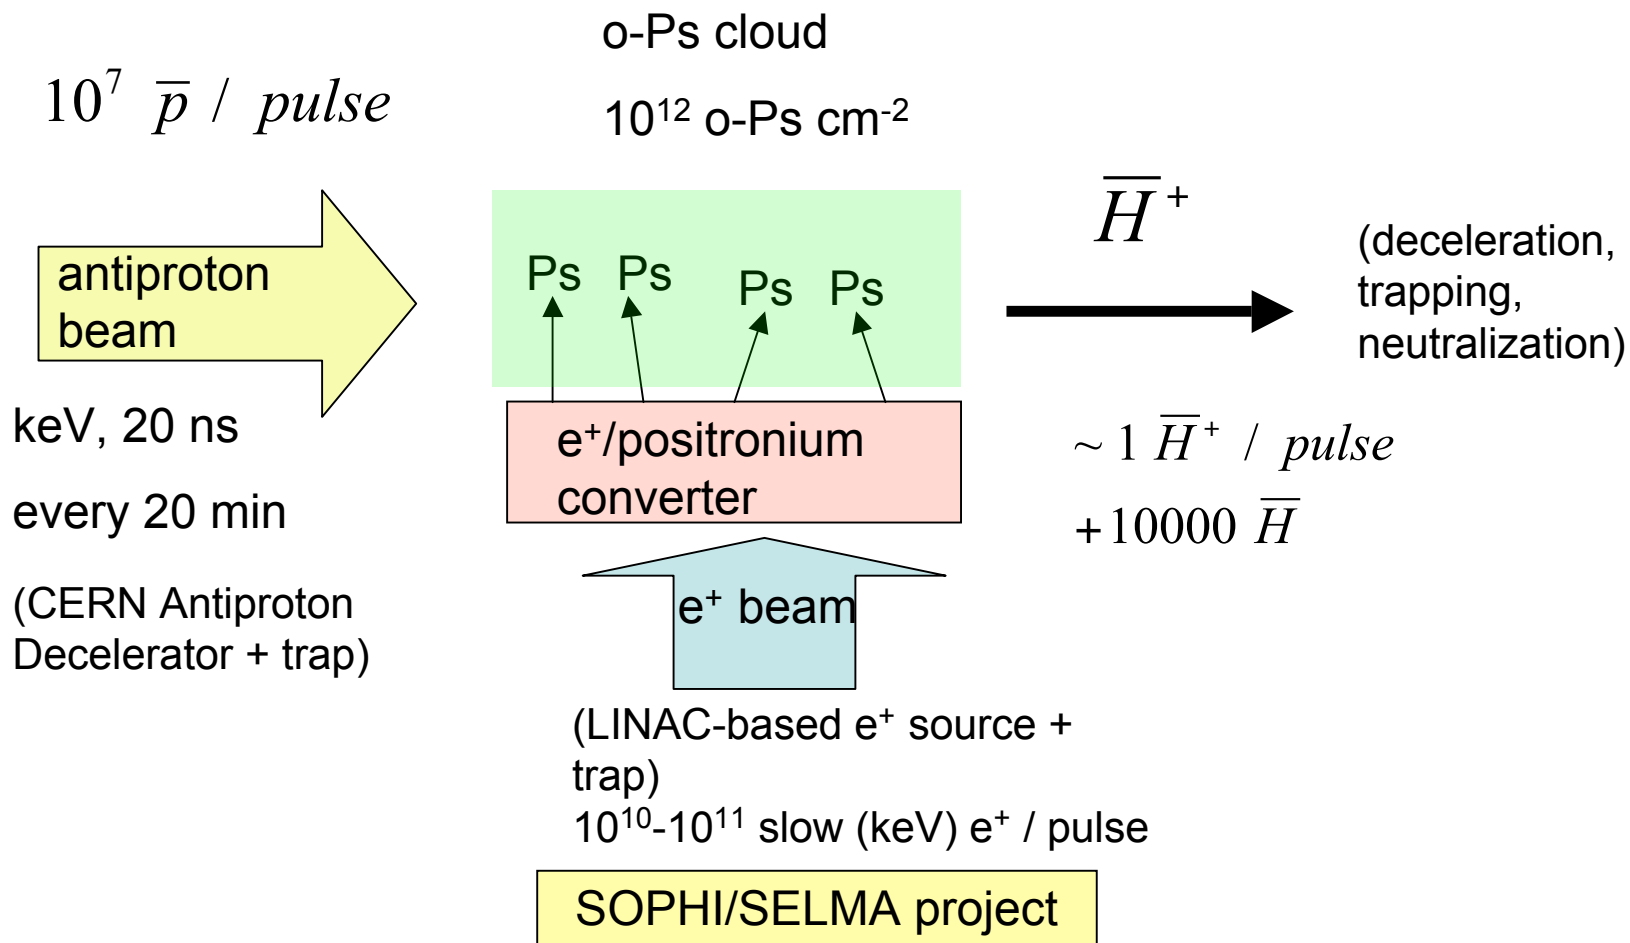 o-Ps cloud
10⁷ p̅ / pulse
10¹² o-Ps cm⁻²
antiproton
beam
Ps Ps Ps Ps
H̅⁺
(deceleration,
trapping,
neutralization)
keV, 20 ns
every 20 min
(CERN Antiproton
Decelerator + trap)
e⁺/positronium
converter
~ 1 H̅⁺ / pulse
+10000 H̅
e⁺ beam
(LINAC-based e⁺ source +
trap)
10¹⁰-10¹¹ slow (keV) e⁺ / pulse
SOPHI/SELMA project